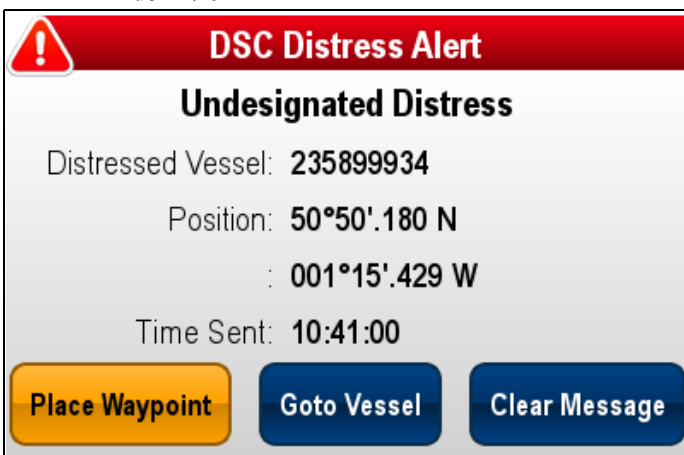 DSC Distress Alert
Undesignated Distress
Distressed Vessel: 235899934
Position: 50°50'.180 N
: 001°15'.429 W
Time Sent: 10:41:00
Place Waypoint Goto Vessel Clear Message